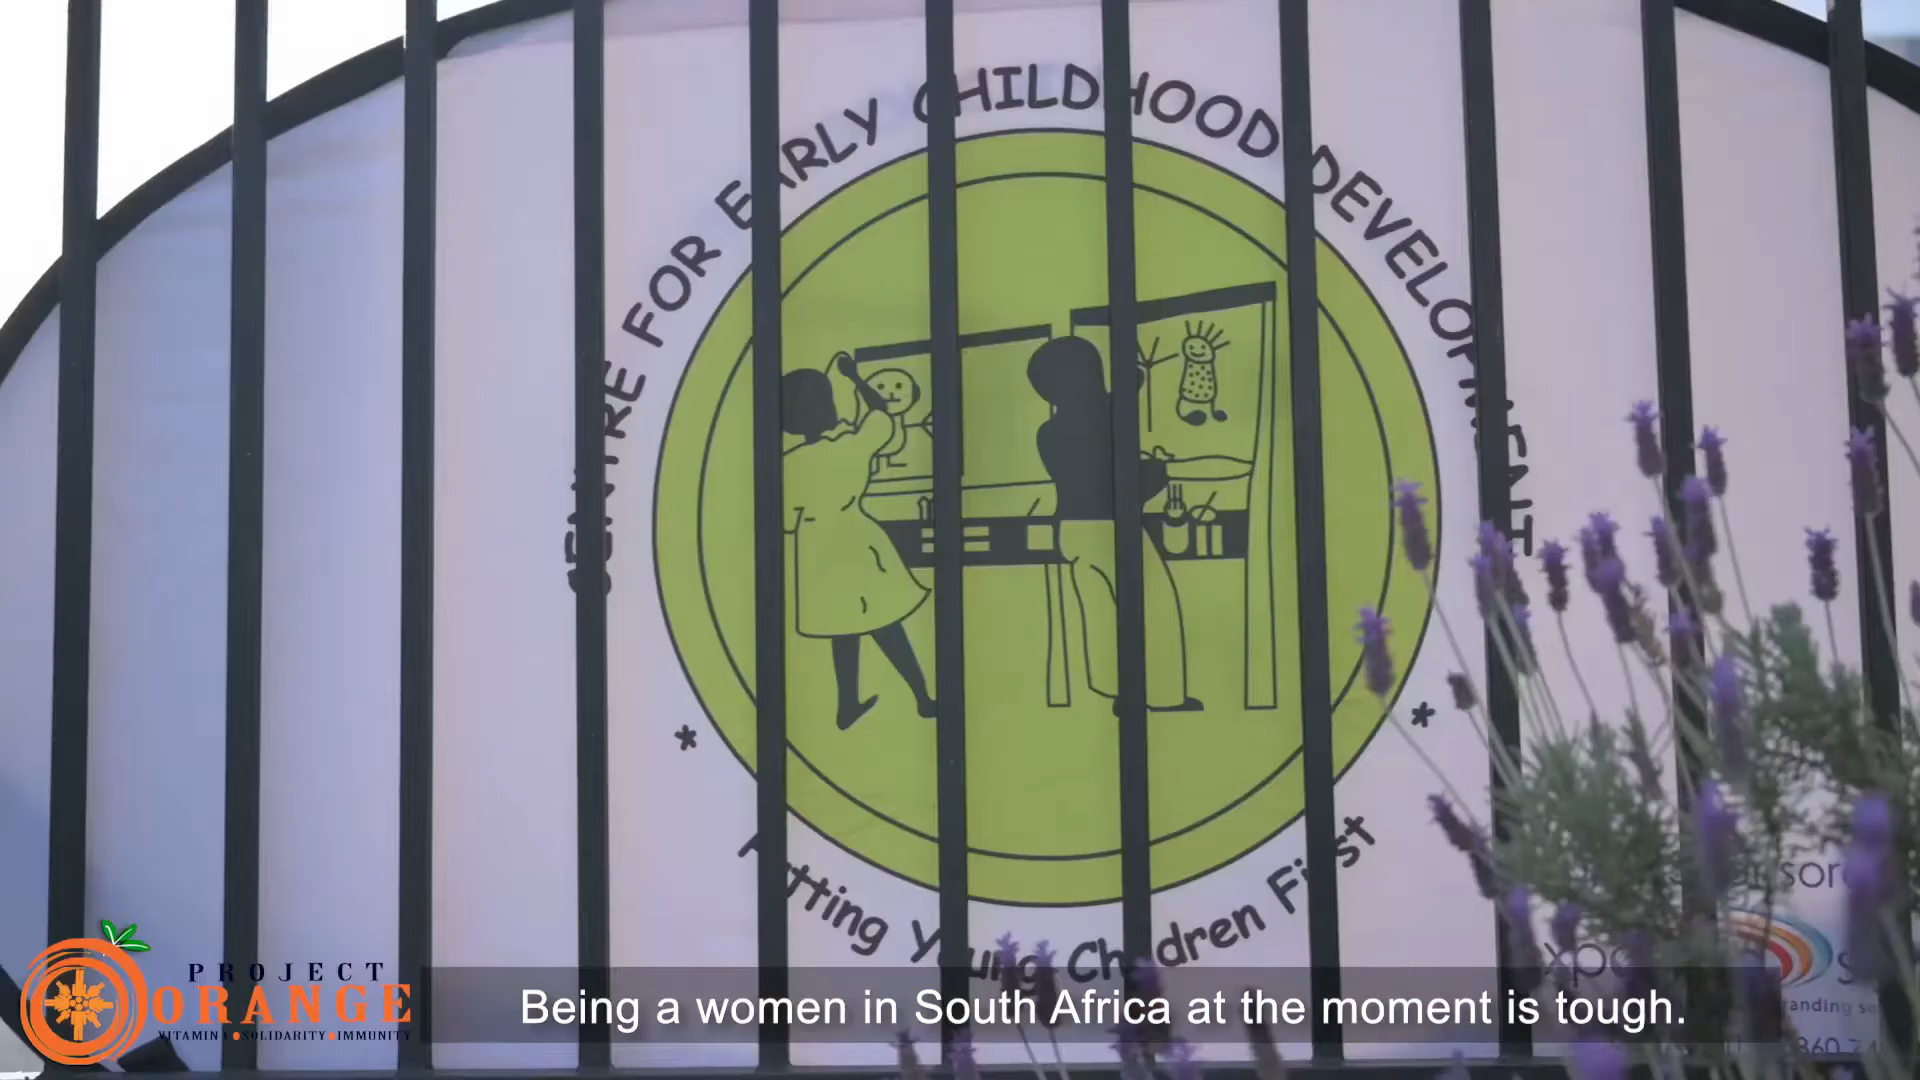 CENTRE FOR EARLY CHILDHOOD DEVELOPMENT
Putting Young Children First
PROJECT
ORANGE
VITAMIN • SOLIDARITY • IMMUNITY
Being a women in South Africa at the moment is tough.